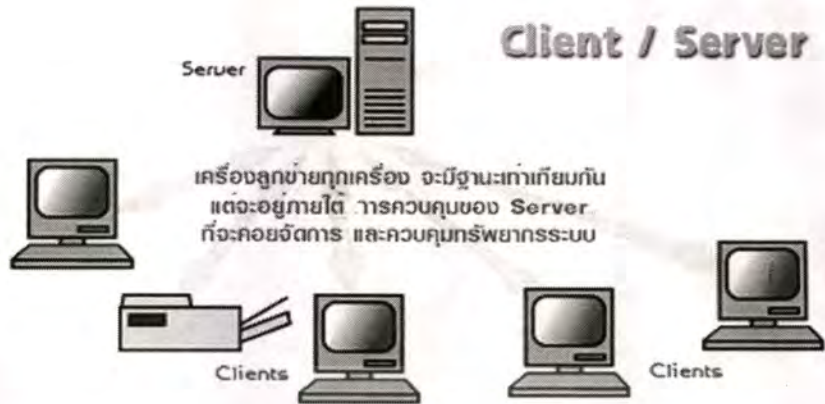 Client / Server
Server
เครื่องลูกข่ายทุกเครื่อง จะมีฐานะเท่าเทียมกัน
แต่จะอยู่ภายใต้ ารควบคุมของ Server
ที่จะคอยจัดการ และควบคุมทรัพยากรระบบ
Clients
Clients